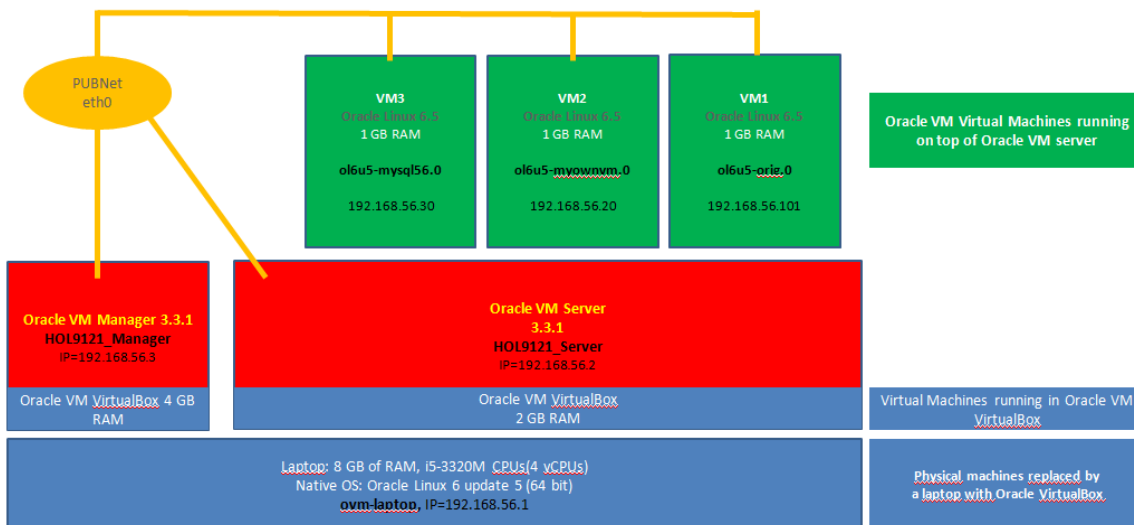 PUBNet
eth0
VM3
Oracle Linux 6.5
1 GB RAM
ol6u5-mysql56.0
192.168.56.30
VM2
Oracle Linux 6.5
1 GB RAM
ol6u5-myownvm.0
192.168.56.20
VM1
Oracle Linux 6.5
1 GB RAM
ol6u5-orig.0
192.168.56.101
Oracle VM Virtual Machines running
on top of Oracle VM server
Oracle VM Manager 3.3.1
HOL9121_Manager
IP=192.168.56.3
Oracle VM VirtualBox 4 GB
RAM
Oracle VM Server
3.3.1
HOL9121_Server
IP=192.168.56.2
Oracle VM VirtualBox
2 GB RAM
Virtual Machines running in Oracle VM
VirtualBox
Laptop: 8 GB of RAM, i5-3320M CPUs(4 vCPUs)
Native OS: Oracle Linux 6 update 5 (64 bit)
ovm-laptop, IP=192.168.56.1
Physical machines replaced by
a laptop with Oracle VirtualBox